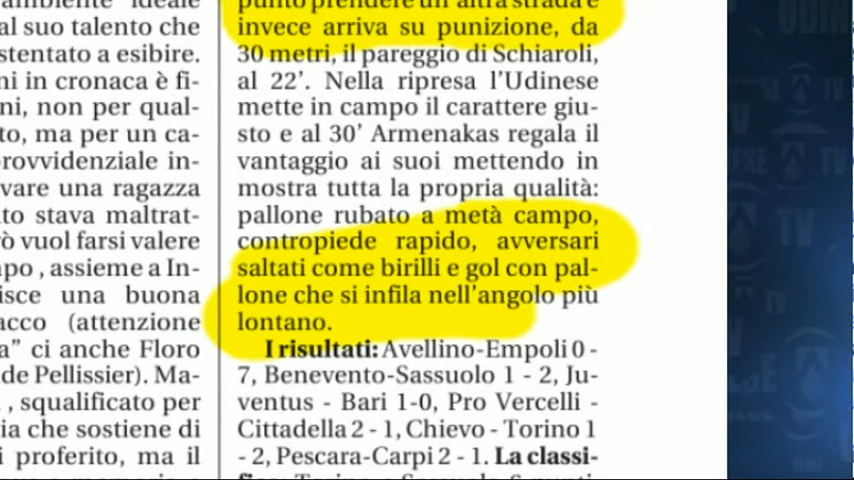 al suo talento che
stentato a esibire.
ni in cronaca è fi-
ni, non per qual-
to, ma per un ca-
rovvidenziale in-
vare una ragazza
to stava maltrat-
ò vuol farsi valere
po , assieme a In-
isce una buona
acco (attenzione
a” ci anche Floro
de Pellissier). Ma-
, squalificato per
ia che sostiene di
i proferito, ma il
punto prendere un'altra strada e
invece arriva su punizione, da
30 metri, il pareggio di Schiaroli,
al 22’. Nella ripresa l’Udinese
mette in campo il carattere giu-
sto e al 30’ Armenakas regala il
vantaggio ai suoi mettendo in
mostra tutta la propria qualità:
pallone rubato a metà campo,
contropiede rapido, avversari
saltati come birilli e gol con pal-
lone che si infila nell’angolo più
lontano.
I risultati: Avellino-Empoli 0 -
7, Benevento-Sassuolo 1 - 2, Ju-
ventus - Bari 1-0, Pro Vercelli -
Cittadella 2 - 1, Chievo - Torino 1
- 2, Pescara-Carpi 2 - 1. La classi-
UDIN
TV
TV
TV